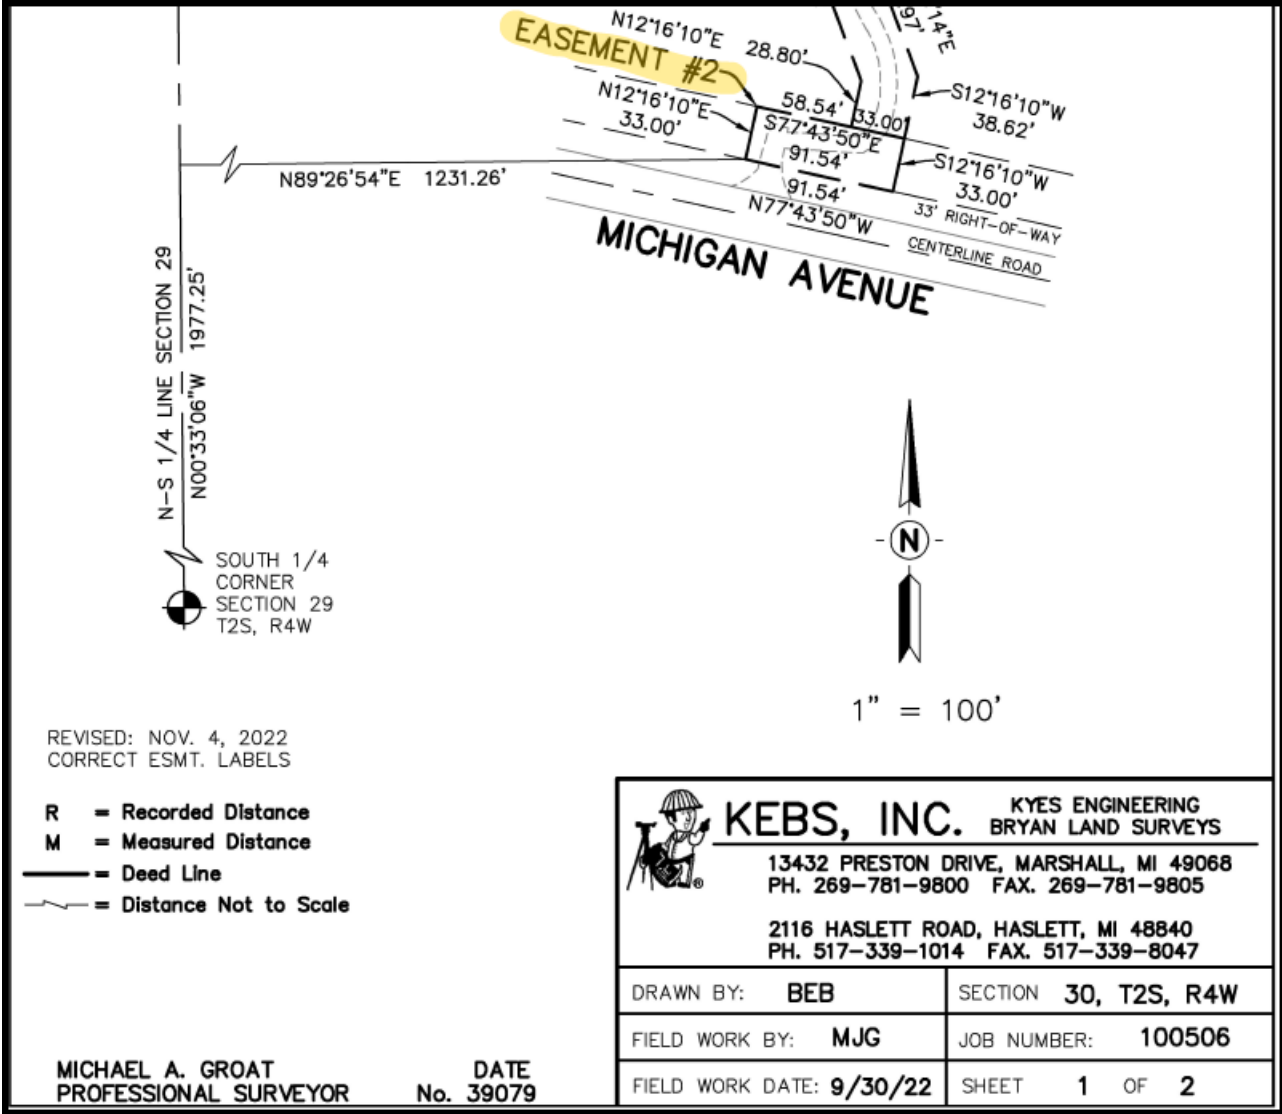 14"E
97'
N12°16'10"E 28.80'
EASEMENT #2
N12°16'10"E
33.00'
58.54'
33.00'
S77°43'50"E
91.54'
91.54'
N77°43'50"W
S12°16'10"W
38.62'
S12°16'10"W
33.00'
33' RIGHT-OF-WAY
CENTERLINE ROAD
MICHIGAN AVENUE
N89°26'54"E 1231.26'
N-S 1/4 LINE SECTION 29
N00°33'06"W 1977.25'
SOUTH 1/4
CORNER
SECTION 29
T2S, R4W
N
1" = 100'
REVISED: NOV. 4, 2022
CORRECT ESMT. LABELS
R = Recorded Distance
M = Measured Distance
= Deed Line
= Distance Not to Scale
MICHAEL A. GROAT DATE
PROFESSIONAL SURVEYOR No. 39079
KEBS, INC. KYES ENGINEERING
BRYAN LAND SURVEYS
13432 PRESTON DRIVE, MARSHALL, MI 49068
PH. 269-781-9800 FAX. 269-781-9805
2116 HASLETT ROAD, HASLETT, MI 48840
PH. 517-339-1014 FAX. 517-339-8047
DRAWN BY: BEB SECTION 30, T2S, R4W
FIELD WORK BY: MJG JOB NUMBER: 100506
FIELD WORK DATE: 9/30/22 SHEET 1 OF 2
®